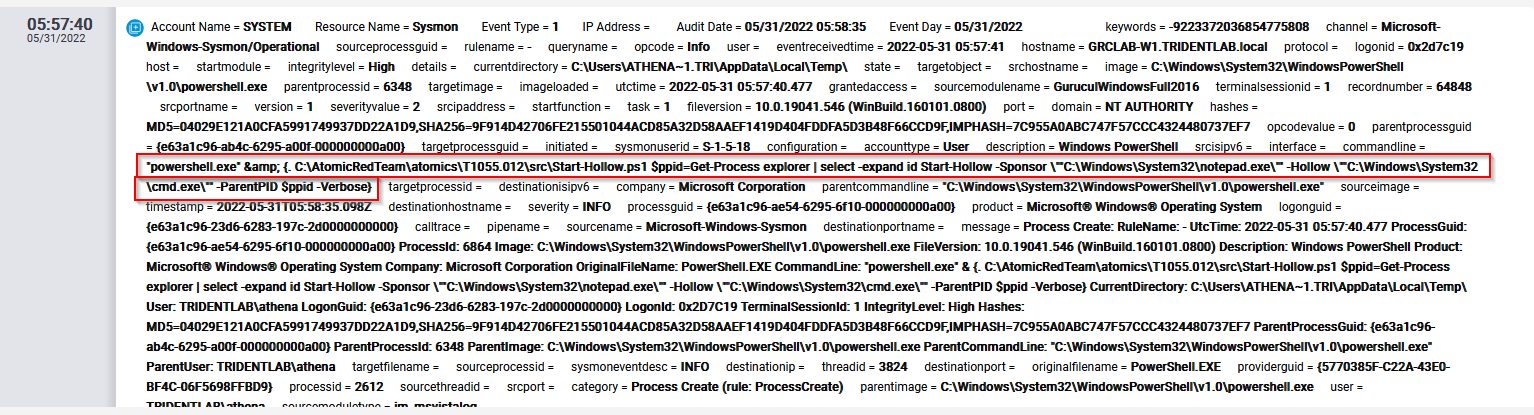 05:57:40
05/31/2022
Account Name = SYSTEM Resource Name = Sysmon Event Type = 1 IP Address = Audit Date = 05/31/2022 05:58:35 Event Day = 05/31/2022 keywords = -9223372036854775808 channel = Microsoft-
Windows-Sysmon/Operational sourceprocessguid = rulename = - queryname = opcode = Info user = eventreceivedtime = 2022-05-31 05:57:41 hostname = GRCLAB-W1.TRIDENTLAB.local protocol = logonid = 0x2d7c19
host = startmodule = integritylevel = High details = currentdirectory = C:\Users\ATHENA~1.TRI\AppData\Local\Temp\ state = targetobject = srchostname = image = C:\Windows\System32\WindowsPowerShell
\v1.0\powershell.exe parentprocessid = 6348 targetimage = imageloaded = utctime = 2022-05-31 05:57:40.477 grantedaccess = sourcemodulename = GuruculWindowsFull2016 terminalsessionid = 1 recordnumber = 64848
srcportname = version = 1 severityvalue = 2 srcipaddress = startfunction = task = 1 fileversion = 10.0.19041.546 (WinBuild.160101.0800) port = domain = NT AUTHORITY hashes =
MD5=04029E121A0CFA5991749937DD22A1D9,SHA256=9F914D42706FE215501044ACD85A32D58AAEF1419D404FDDFA5D3B48F66CCD9F,IMPHASH=7C955A0ABC747F57CCC4324480737EF7 opcodevalue = 0 parentprocessguid
= {e63a1c96-ab4c-6295-a00f-000000000a00} targetprocessguid = initiated = sysmonuserid = S-1-5-18 configuration = accounttype = User description = Windows PowerShell srcisipv6 = interface = commandline =
"powershell.exe" &amp; {. C:\AtomicRedTeam\atomics\T1055.012\src\Start-Hollow.ps1 $ppid=Get-Process explorer | select -expand id Start-Hollow -Sponsor \""C:\Windows\System32\notepad.exe\"" -Hollow \""C:\Windows\System32
\cmd.exe\"" -ParentPID $ppid -Verbose} targetprocessid = destinationisipv6 = company = Microsoft Corporation parentcommandline = "C:\Windows\System32\WindowsPowerShell\v1.0\powershell.exe" sourceimage =
timestamp = 2022-05-31T05:58:35.098Z destinationhostname = severity = INFO processguid = {e63a1c96-ae54-6295-6f10-000000000a00} product = Microsoft® Windows® Operating System logonguid =
{e63a1c96-23d6-6283-197c-2d0000000000} calltrace = pipename = sourcename = Microsoft-Windows-Sysmon destinationportname = message = Process Create: RuleName: - UtcTime: 2022-05-31 05:57:40.477 ProcessGuid:
{e63a1c96-ae54-6295-6f10-000000000a00} ProcessId: 6864 Image: C:\Windows\System32\WindowsPowerShell\v1.0\powershell.exe FileVersion: 10.0.19041.546 (WinBuild.160101.0800) Description: Windows PowerShell Product:
Microsoft® Windows® Operating System Company: Microsoft Corporation OriginalFileName: PowerShell.EXE CommandLine: "powershell.exe" & {. C:\AtomicRedTeam\atomics\T1055.012\src\Start-Hollow.ps1 $ppid=Get-Process
explorer | select -expand id Start-Hollow -Sponsor \""C:\Windows\System32\notepad.exe\"" -Hollow \""C:\Windows\System32\cmd.exe\"" -ParentPID $ppid -Verbose} CurrentDirectory: C:\Users\ATHENA~1.TRI\AppData\Local\Temp\
User: TRIDENTLAB\athena LogonGuid: {e63a1c96-23d6-6283-197c-2d0000000000} LogonId: 0x2D7C19 TerminalSessionId: 1 IntegrityLevel: High Hashes:
MD5=04029E121A0CFA5991749937DD22A1D9,SHA256=9F914D42706FE215501044ACD85A32D58AAEF1419D404FDDFA5D3B48F66CCD9F,IMPHASH=7C955A0ABC747F57CCC4324480737EF7 ParentProcessGuid: {e63a1c96-
ab4c-6295-a00f-000000000a00} ParentProcessId: 6348 ParentImage: C:\Windows\System32\WindowsPowerShell\v1.0\powershell.exe ParentCommandLine: "C:\Windows\System32\WindowsPowerShell\v1.0\powershell.exe"
ParentUser: TRIDENTLAB\athena targetfilename = sourceprocessid = sysmoneventdesc = INFO destinationip = threadid = 3824 destinationport = originalfilename = PowerShell.EXE providerguid = {5770385F-C22A-43E0-
BF4C-06F5698FFBD9} processid = 2612 sourcethreadid = srcport = category = Process Create (rule: ProcessCreate) parentimage = C:\Windows\System32\WindowsPowerShell\v1.0\powershell.exe user =
TRIDENTLAB\athena sourcemoduletype = im_msvistalog